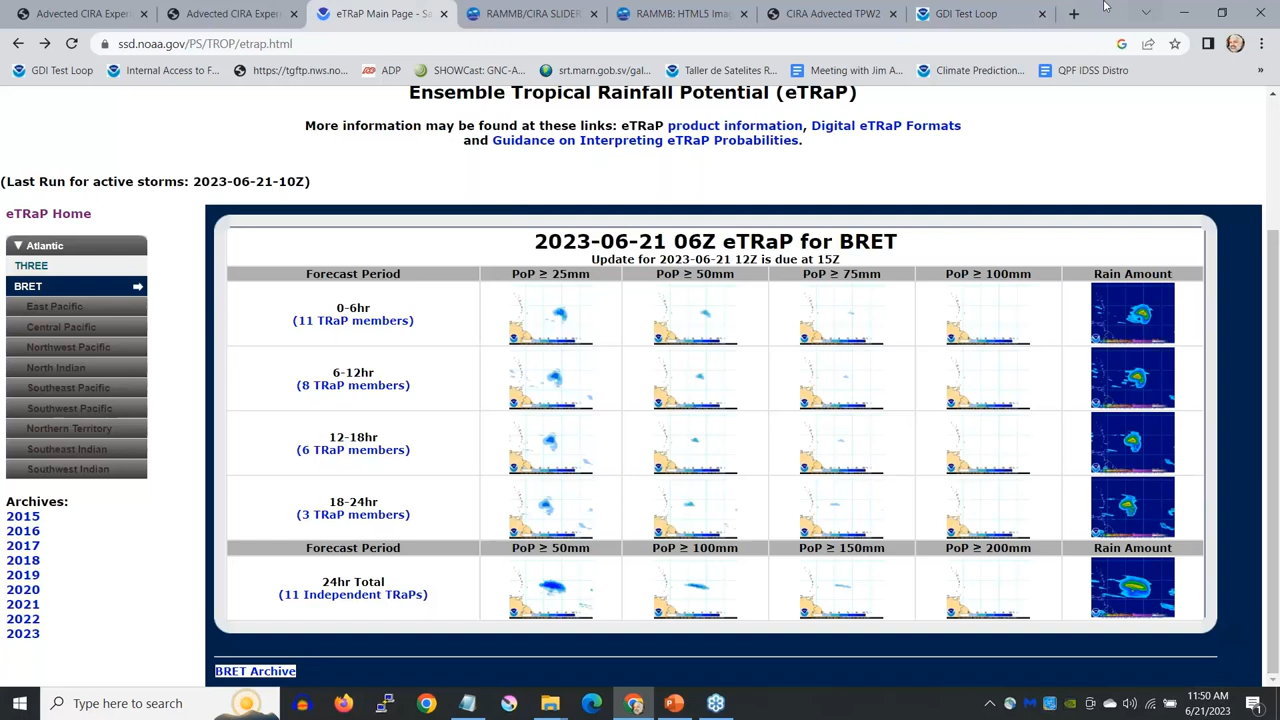 Advected CIRA Exper
Advected CIRA Exper
eTRaP Main Page - Sa
RAMMB/CIRA SLIDER
RAMMB: HTML5 Imag
CIRA Advected TPW2
GDI Test Loop
ssd.noaa.gov/PS/TROP/etrap.html
GDI Test Loop
Internal Access to F...
https://tgftp.nws.no...
ADP
SHOWCast: GNC-A...
srt.marn.gob.sv/gal...
Taller de Satelites R...
Meeting with Jim A...
Climate Prediction...
QPF IDSS Distro
»
Ensemble Tropical Rainfall Potential (eTRaP)
More information may be found at these links: eTRaP product information, Digital eTRaP Formats
and Guidance on Interpreting eTRaP Probabilities.
(Last Run for active storms: 2023-06-21-10Z)
eTRaP Home
Atlantic
THREE
BRET
East Pacific
Central Pacific
Northwest Pacific
North Indian
Southeast Pacific
Southwest Pacific
Northern Territory
Southeast Indian
Southwest Indian
Archives:
2015
2016
2017
2018
2019
2020
2021
2022
2023
2023-06-21 06Z eTRaP for BRET
Update for 2023-06-21 12Z is due at 15Z
Forecast Period PoP ≥ 25mm PoP ≥ 50mm PoP ≥ 75mm PoP ≥ 100mm Rain Amount
0-6hr
(11 TRaP members)
6-12hr
(8 TRaP members)
12-18hr
(6 TRaP members)
18-24hr
(3 TRaP members)
Forecast Period PoP ≥ 50mm PoP ≥ 100mm PoP ≥ 150mm PoP ≥ 200mm Rain Amount
24hr Total
(11 Independent TRaPs)
BRET Archive
Type here to search
11:50 AM
6/21/2023